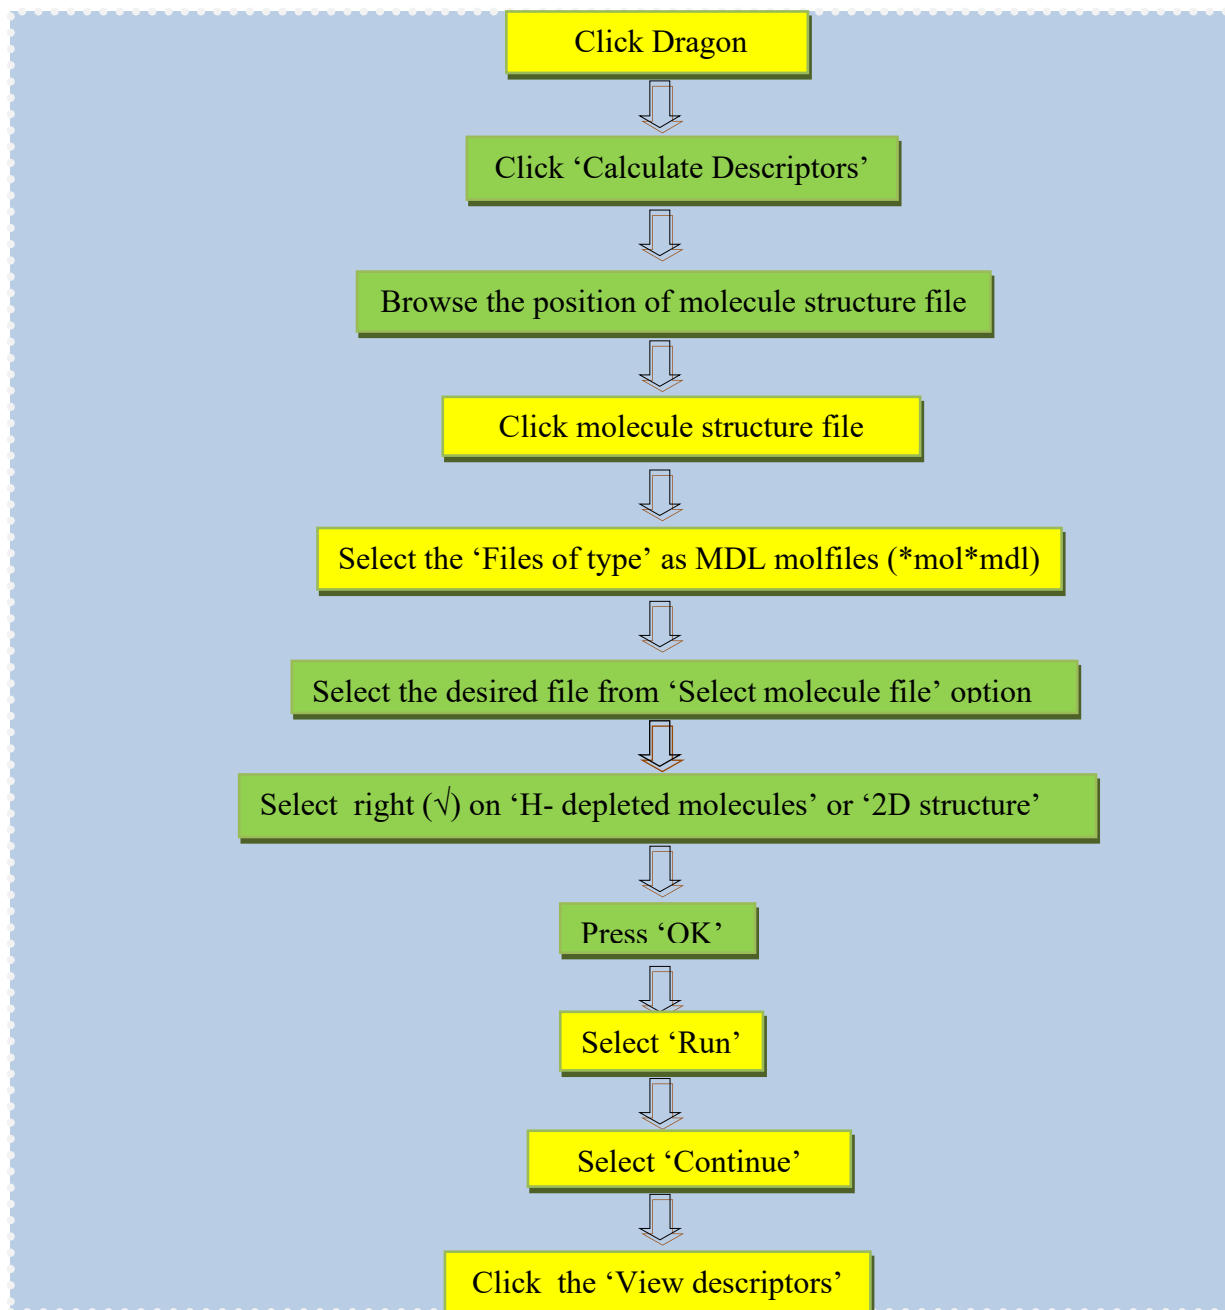 Click Dragon
Click ‘Calculate Descriptors’
Browse the position of molecule structure file
Click molecule structure file
Select the ‘Files of type’ as MDL molfiles (*mol*mdl)
Select the desired file from ‘Select molecule file’ option
Select  right (√) on ‘H- depleted molecules’ or ‘2D structure’
Press ‘OK’
Select ‘Run’
Select ‘Continue’
Click  the ‘View descriptors’